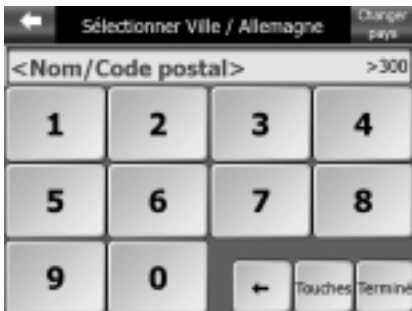 Sélectionner Ville / Allemagne
Changer
pays
<Nom/Code postal> >300
1 2 3 4
5 6 7 8
9 0 Touches Terminé